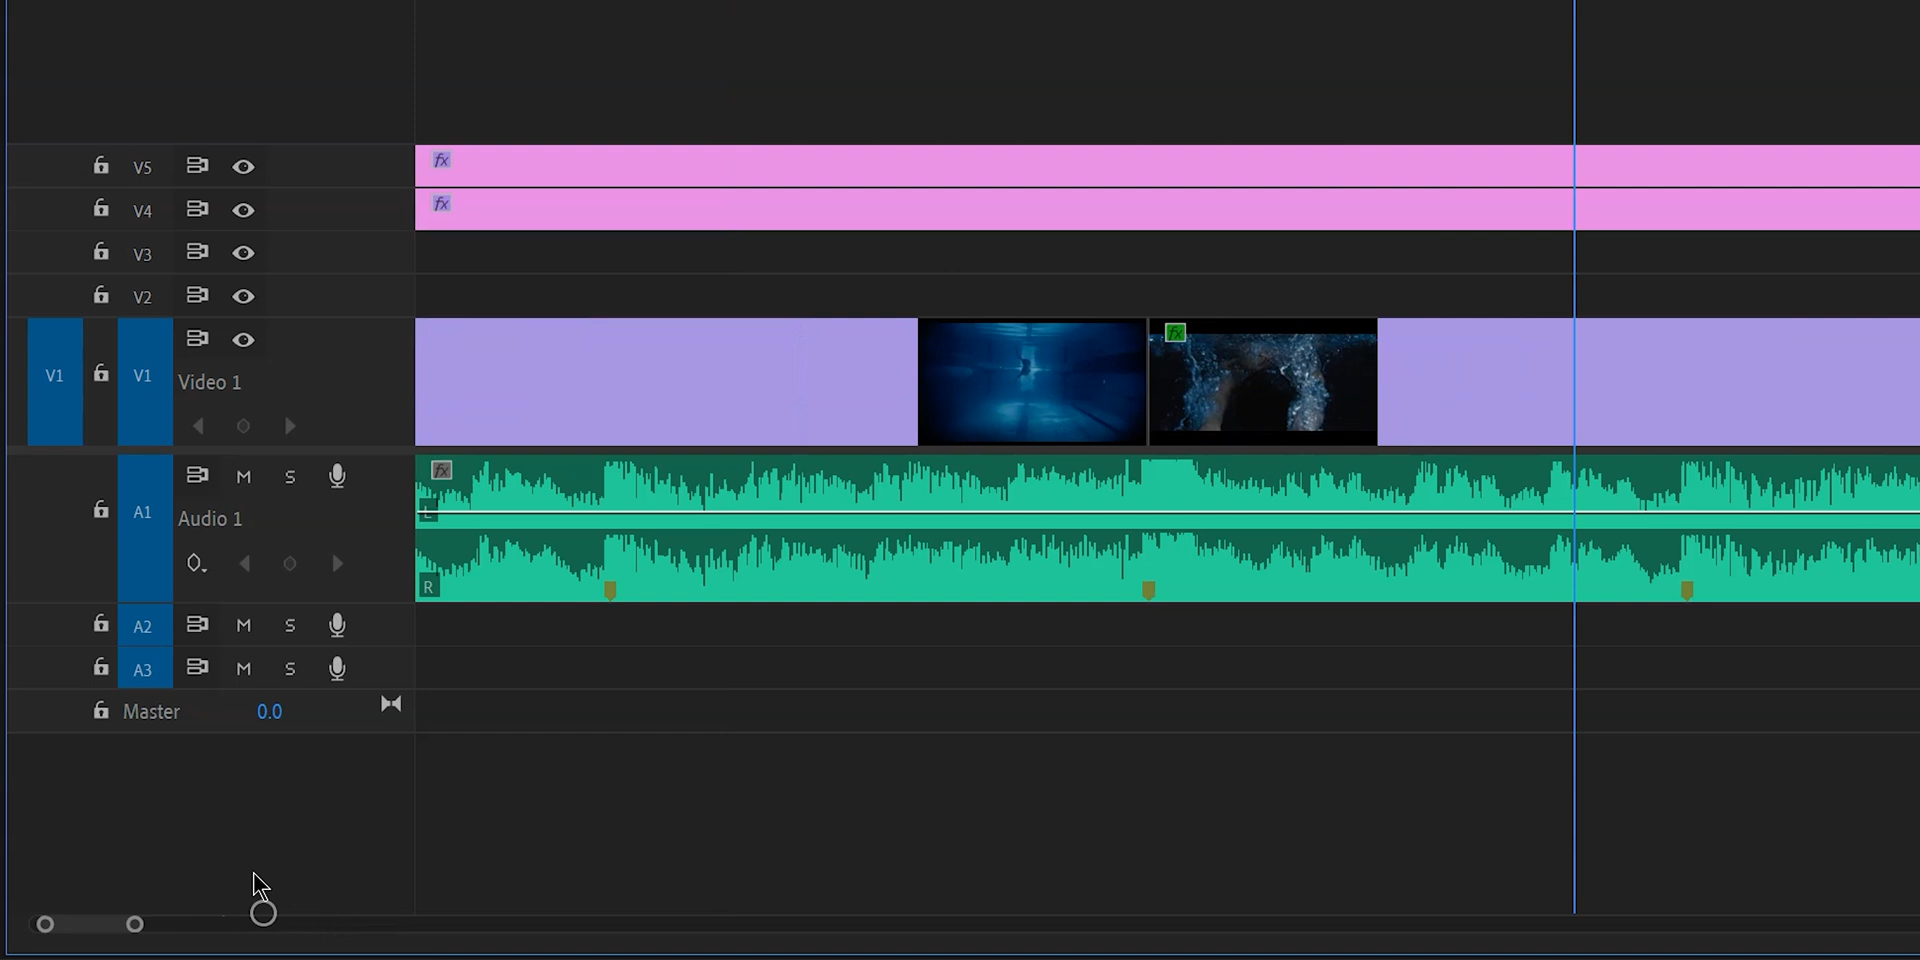 V5 fx
V4 fx
V3
V2
fx
V1 V1 Video 1
fx
M S
L
A1 Audio 1
R
A2 M S
A3 M S
Master 0.0